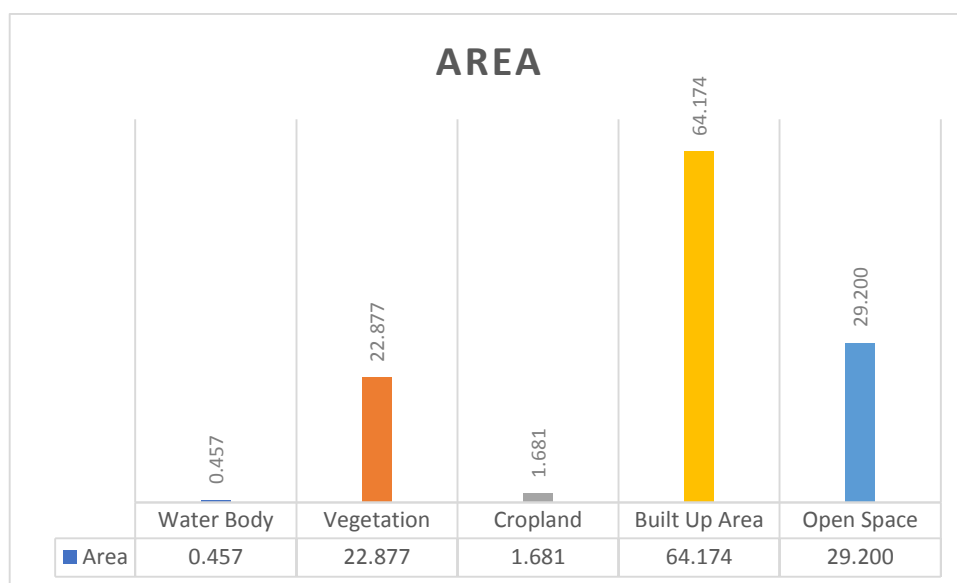 AREA
0.457
22.877
1.681
64.174
29.200
Water Body Vegetation Cropland Built Up Area Open Space
Area 0.457 22.877 1.681 64.174 29.200